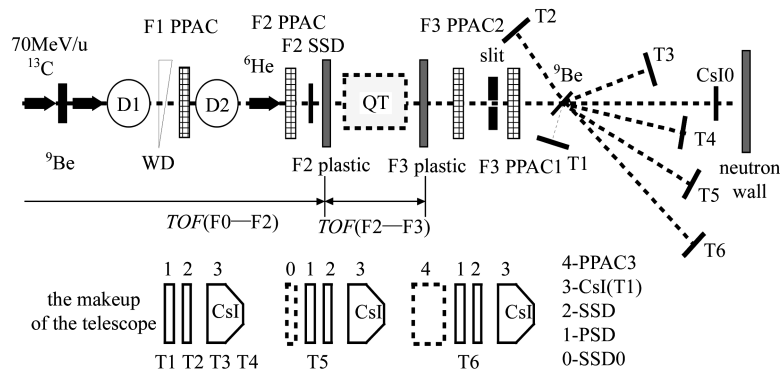 F1 PPAC
F2 PPAC
F2 SSD
F3 PPAC2
slit
T2
T3
70MeV/u
¹³C
⁶He
⁹Be
CsI0
D1
D2
QT
T4
⁹Be
WD
F2 plastic
F3 plastic
F3 PPAC1
T1
T5
neutron
wall
TOF(F0—F2)
TOF(F2—F3)
T6
1 2 3
0 1 2 3
4 1 2 3
4-PPAC3
the makeup
of the telescope
CsI
CsI
CsI
3-CsI(T1)
2-SSD
1-PSD
T1 T2 T3 T4
T5
T6
0-SSD0